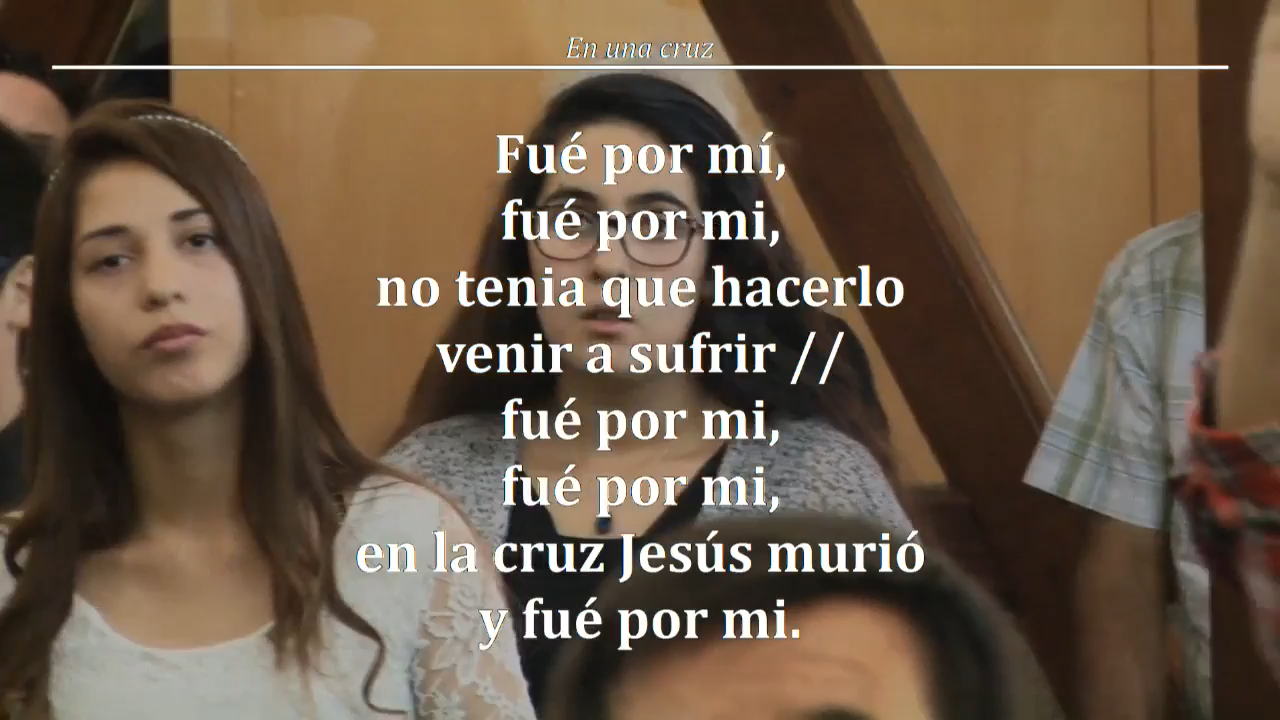 En una cruz
Fué por mí,
fué por mi,
no tenia que hacerlo
venir a sufrir //
fué por mi,
fué por mi,
en la cruz Jesús murió
y fué por mi.